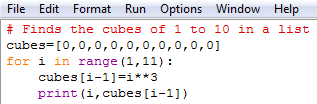 File Edit Format Run Options Window Help
# Finds the cubes of 1 to 10 in a list
cubes=[0,0,0,0,0,0,0,0,0,0]
for i in range(1,11):
    cubes[i-1]=i**3
    print(i,cubes[i-1])